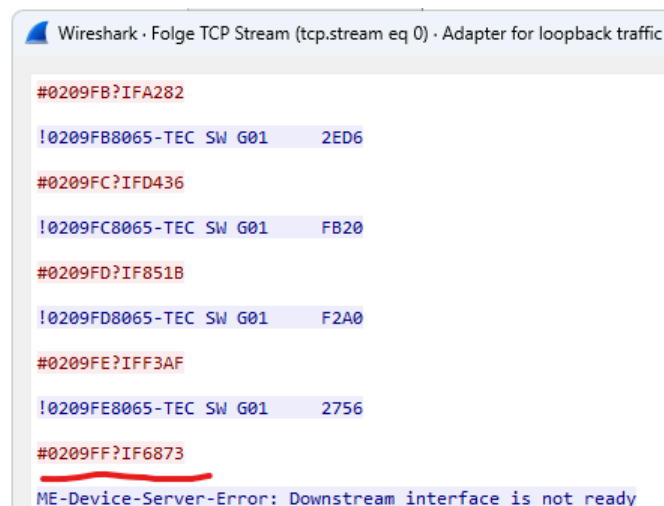 Wireshark · Folge TCP Stream (tcp.stream eq 0) · Adapter for loopback traffic
#0209FB?IFA282
!0209FB8065-TEC SW G01     2ED6
#0209FC?IFD436
!0209FC8065-TEC SW G01     FB20
#0209FD?IF851B
!0209FD8065-TEC SW G01     F2A0
#0209FE?IFF3AF
!0209FE8065-TEC SW G01     2756
#0209FF?IF6873
ME-Device-Server-Error: Downstream interface is not ready